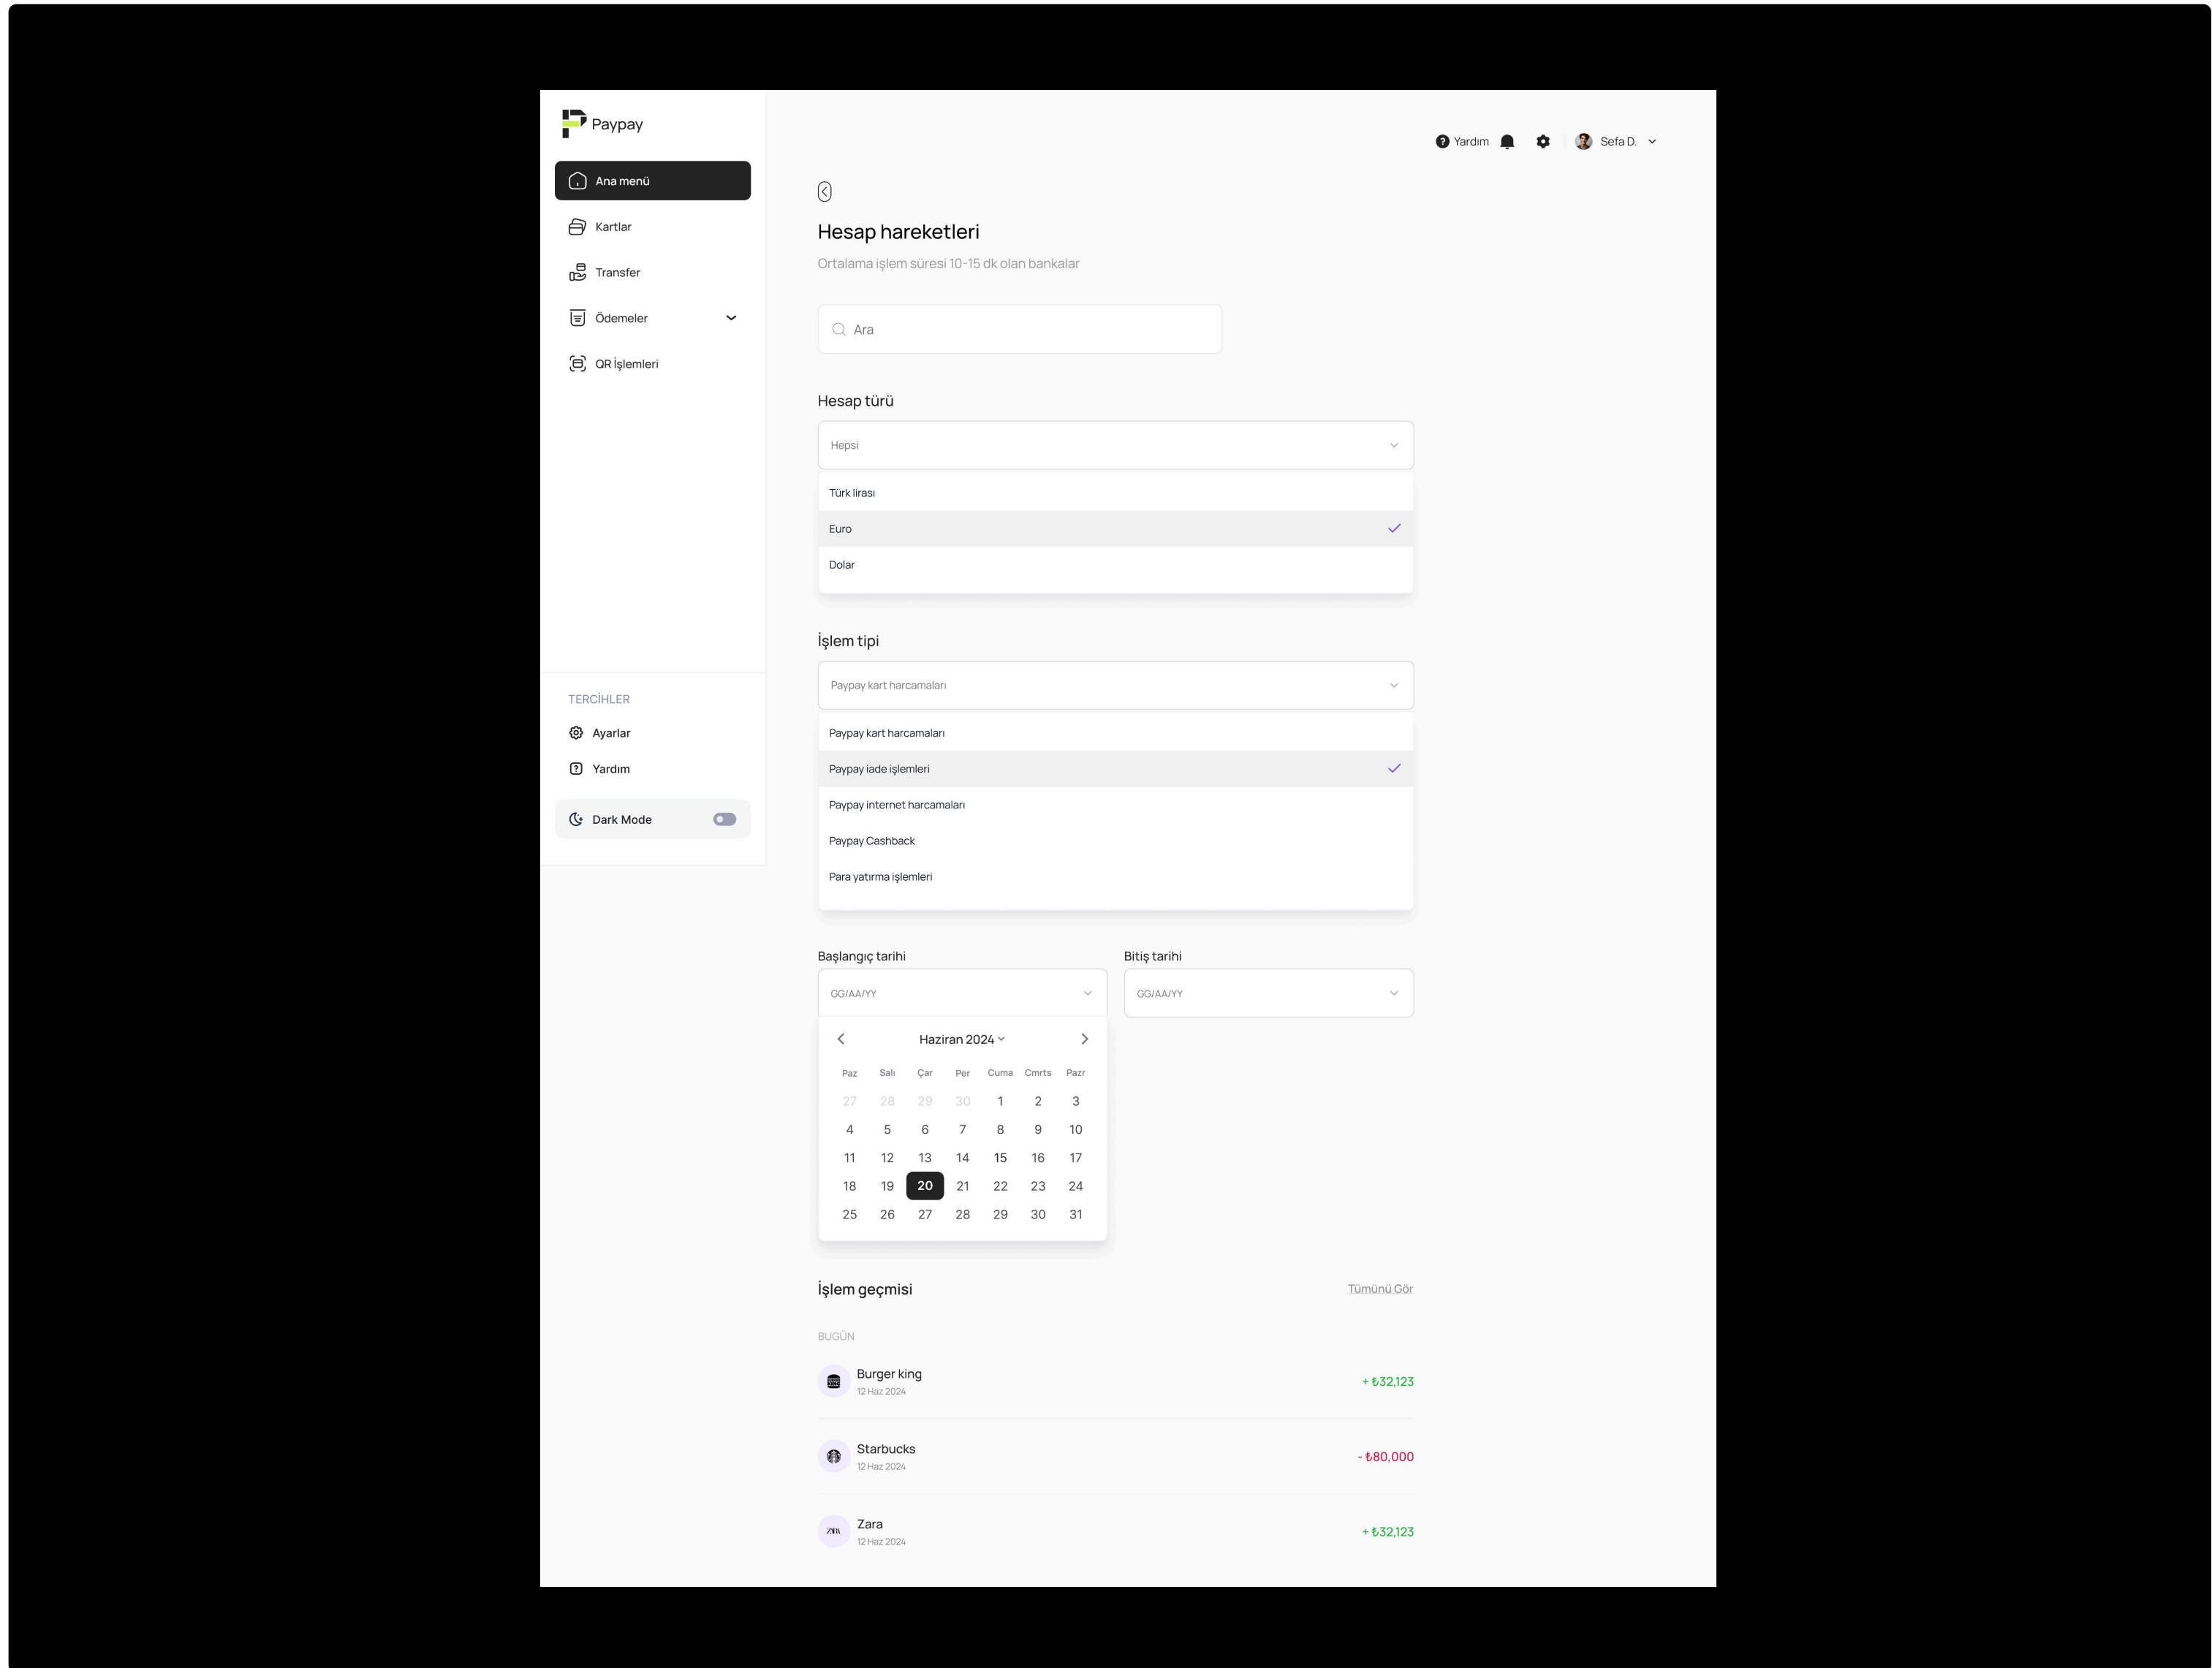 Paypay
Ana menü
Kartlar
Transfer
Ödemeler
QR İşlemleri
TERCİHLER
Ayarlar
Yardım
Dark Mode
Yardım
Sefa D.
Hesap hareketleri
Ortalama işlem süresi 10-15 dk olan bankalar
Ara
Hesap türü
Hepsi
Türk lirası
Euro
Dolar
İşlem tipi
Paypay kart harcamaları
Paypay kart harcamaları
Paypay iade işlemleri
Paypay internet harcamaları
Paypay Cashback
Para yatırma işlemleri
Başlangıç tarihi
Bitiş tarihi
GG/AA/YY
GG/AA/YY
Haziran 2024
Paz Salı Çar Per Cuma Cmrts Pazr
27 28 29 30 1 2 3
4 5 6 7 8 9 10
11 12 13 14 15 16 17
18 19 20 21 22 23 24
25 26 27 28 29 30 31
İşlem geçmisi
Tümünü Gör
BUGÜN
Burger king
12 Haz 2024
+ ₺32,123
Starbucks
12 Haz 2024
- ₺80,000
ZARA
Zara
12 Haz 2024
+ ₺32,123